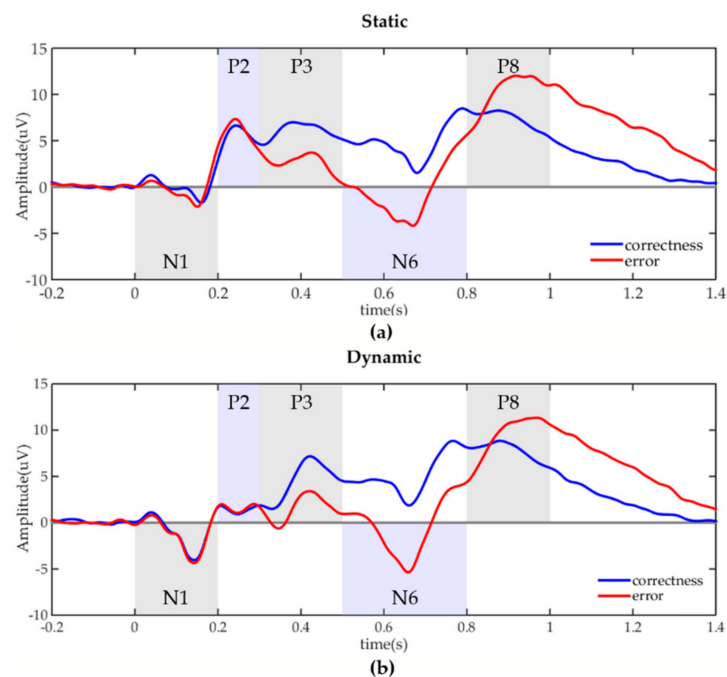 Static
15
10
5
0
-5
-10
Amplitude(uV)
P2 P3 P8
N1 N6
correctness
error
-0.2 0 0.2 0.4 0.6 0.8 1 1.2 1.4
time(s)
(a)
Dynamic
15
10
5
0
-5
-10
Amplitude(uV)
P2 P3 P8
N1 N6
correctness
error
-0.2 0 0.2 0.4 0.6 0.8 1 1.2 1.4
time(s)
(b)